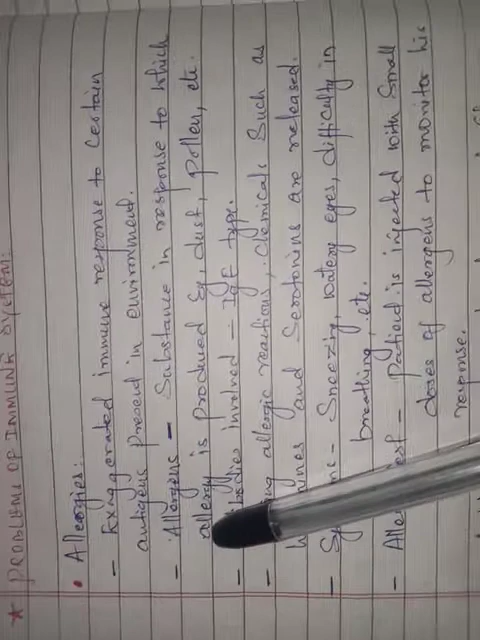 * PROBLEMS OF IMMUNE SYSTEM:
• Allergies:
- Exaggerated immune response to certain
antigens present in environment.
- Allergens - Substance in response to which
allergy is produced Eg, dust, pollen, etc.
- involved - IgE type.
- allergic reactions, Chemicals Such as
and Serotonins are released.
- - Sneezing, watery eyes, difficulty in
breathing, etc.
- - Patient is injected with Small
doses of allergens to monitor his
response.